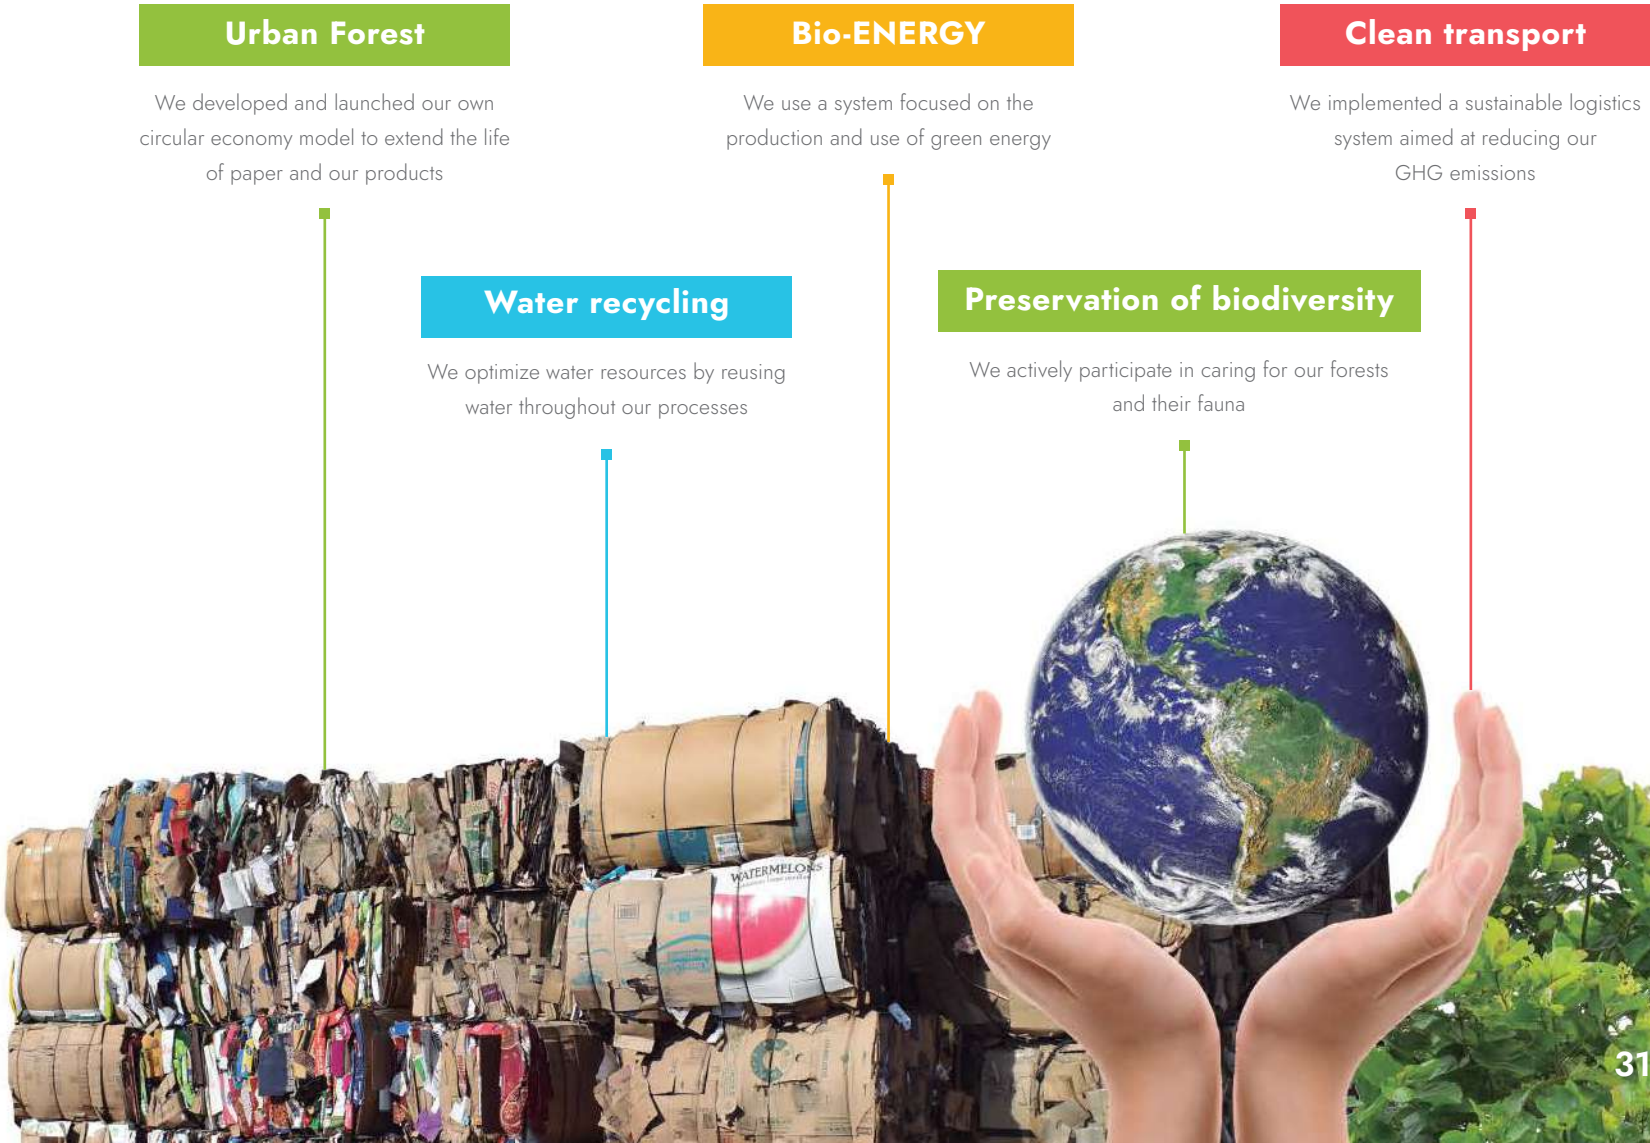 Urban Forest
We developed and launched our own
circular economy model to extend the life
of paper and our products
Bio-ENERGY
We use a system focused on the
production and use of green energy
Clean transport
We implemented a sustainable logistics
system aimed at reducing our
GHG emissions
Water recycling
We optimize water resources by reusing
water throughout our processes
Preservation of biodiversity
We actively participate in caring for our forests
and their fauna
WATERMELONS
31